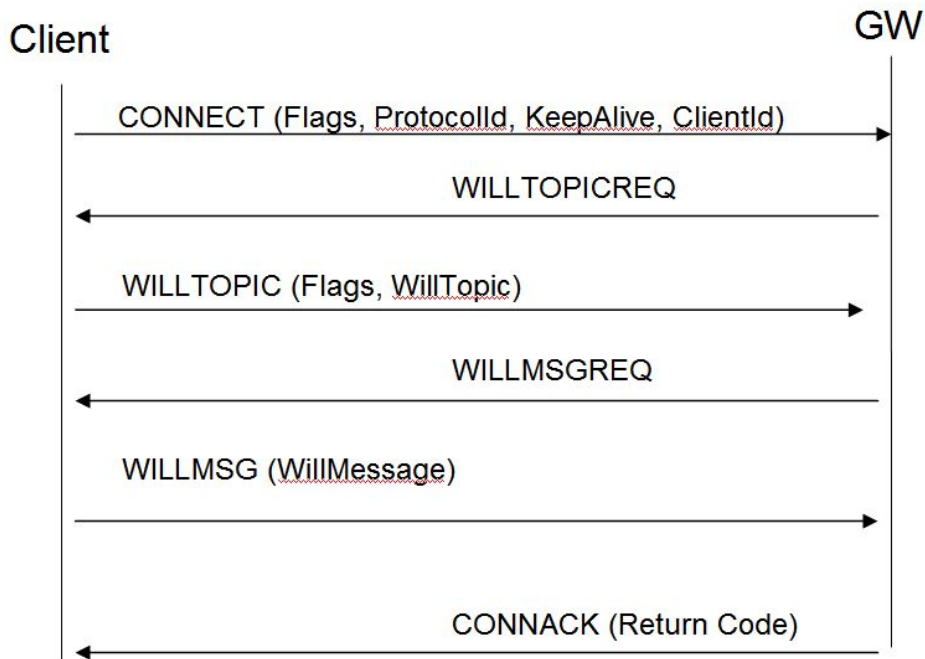 Client
GW
CONNECT (Flags, ProtocolId, KeepAlive, ClientId)
WILLTOPICREQ
WILLTOPIC (Flags, WillTopic)
WILLMSGREQ
WILLMSG (WillMessage)
CONNACK (Return Code)